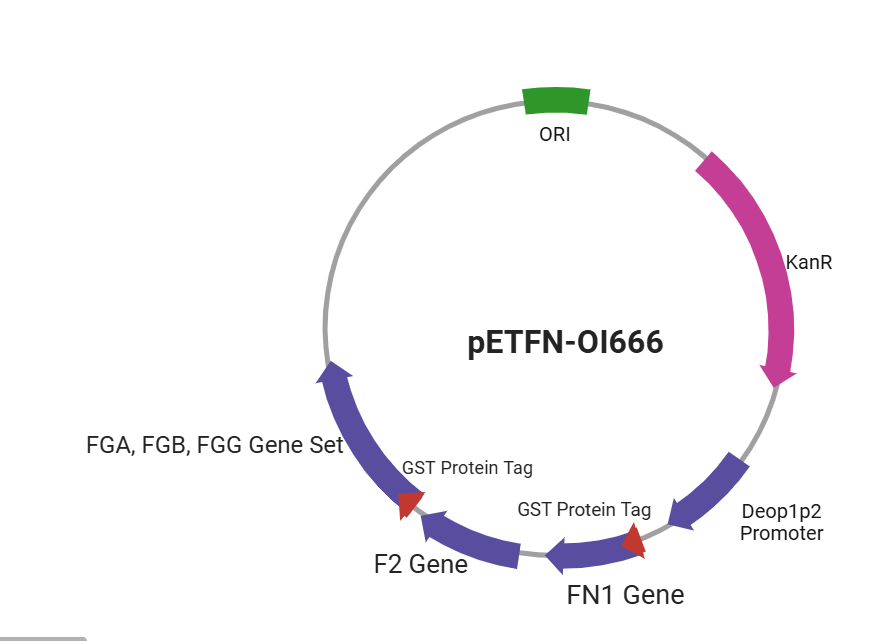 ORI
KanR
pETFN-OI666
FGA, FGB, FGG Gene Set
GST Protein Tag
GST Protein Tag
Deop1p2
Promoter
F2 Gene
FN1 Gene